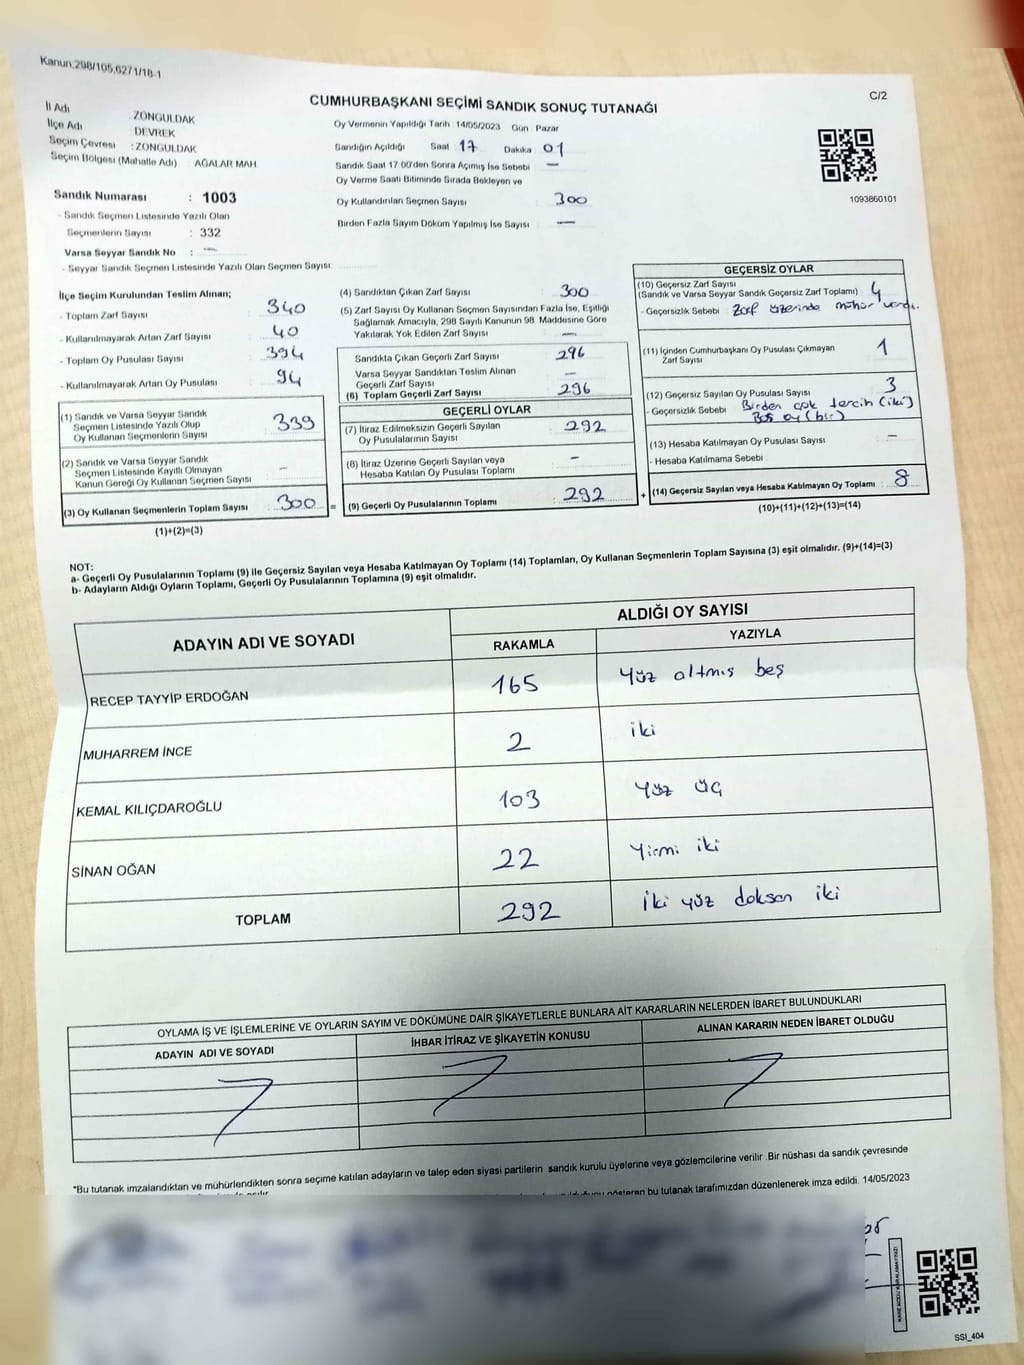 Kanun:298/105,6271/18-1
C/2
CUMHURBAŞKANI SEÇİMİ SANDIK SONUÇ TUTANAĞI
İl Adı : ZONGULDAK
İlçe Adı : DEVREK
Seçim Çevresi : ZONGULDAK
Seçim Bölgesi (Mahalle Adı) : AĞALAR MAH.
Oy Vermenin Yapıldığı Tarih 14/05/2023 Gün Pazar
Sandığın Açıldığı Saat 17 Dakika 01
Sandık Saat 17:00'den Sonra Açımış İse Sebebi —
Oy Verme Saati Bitiminde Sırada Bekleyen ve
Oy Kullandırılan Seçmen Sayısı 300
Birden Fazla Sayım Döküm Yapılmış İse Sayısı —
1093860101
Sandık Numarası : 1003
- Sandık Seçmen Listesinde Yazılı Olan
Seçmenlerin Sayısı : 332
Varsa Seyyar Sandık No : —
- Seyyar Sandık Seçmen Listesinde Yazılı Olan Seçmen Sayısı:
İlçe Seçim Kurulundan Teslim Alınan;
- Toplam Zarf Sayısı 340
- Kullanılmayarak Artan Zarf Sayısı 40
- Toplam Oy Pusulası Sayısı 394
- Kullanılmayarak Artan Oy Pusulası 94
(1) Sandık ve Varsa Seyyar Sandık
Seçmen Listesinde Yazılı Olup
Oy Kullanan Seçmenlerin Sayısı 339
(2) Sandık ve Varsa Seyyar Sandık
Seçmen Listesinde Kayıtlı Olmayan
Kanun Gereği Oy Kullanan Seçmen Sayısı —
(3) Oy Kullanan Seçmenlerin Toplam Sayısı : 300 =
(1)+(2)=(3)
(4) Sandıktan Çıkan Zarf Sayısı 300
(5) Zarf Sayısı Oy Kullanan Seçmen Sayısından Fazla İse, Eşitliği
Sağlamak Amacıyla, 298 Sayılı Kanunun 98. Maddesine Göre
Yakılarak Yok Edilen Zarf Sayısı —
Sandıkta Çıkan Geçerli Zarf Sayısı 296
Varsa Seyyar Sandıktan Teslim Alınan
Geçerli Zarf Sayısı —
(6) Toplam Geçerli Zarf Sayısı 296
GEÇERLİ OYLAR
(7) İtiraz Edilmeksizin Geçerli Sayılan
Oy Pusulalarının Sayısı 292
(8) İtiraz Üzerine Geçerli Sayılan veya
Hesaba Katılan Oy Pusulası Toplamı —
(9) Geçerli Oy Pusulalarının Toplamı 292 +
GEÇERSİZ OYLAR
(10) Geçersiz Zarf Sayısı
(Sandık ve Varsa Seyyar Sandık Geçersiz Zarf Toplamı) 4
- Geçersizlik Sebebi : Zarf üzerinde mühür vardı.
(11) İçinden Cumhurbaşkanı Oy Pusulası Çıkmayan
Zarf Sayısı 1
(12) Geçersiz Sayılan Oy Pusulası Sayısı 3
- Geçersizlik Sebebi : Birden çok tercih (iki)
Boş oy (bir)
(13) Hesaba Katılmayan Oy Pusulası Sayısı —
- Hesaba Katılmama Sebebi :
(14) Geçersiz Sayılan veya Hesaba Katılmayan Oy Toplamı 8
(10)+(11)+(12)+(13)=(14)
NOT:
a- Geçerli Oy Pusulalarının Toplamı (9) ile Geçersiz Sayılan veya Hesaba Katılmayan Oy Toplamı (14) Toplamları, Oy Kullanan Seçmenlerin Toplam Sayısına (3) eşit olmalıdır. (9)+(14)=(3)
b- Adayların Aldığı Oyların Toplamı, Geçerli Oy Pusulalarının Toplamına (9) eşit olmalıdır.
ADAYIN ADI VE SOYADI
ALDIĞI OY SAYISI
RAKAMLA YAZIYLA
RECEP TAYYİP ERDOĞAN 165 Yüz altmış beş
MUHARREM İNCE 2 iki
KEMAL KILIÇDAROĞLU 103 Yüz üç
SİNAN OĞAN 22 Yirmi iki
TOPLAM 292 İki yüz doksan iki
OYLAMA İŞ VE İŞLEMLERİNE VE OYLARIN SAYIM VE DÖKÜMÜNE DAİR ŞİKAYETLERLE BUNLARA AİT KARARLARIN NELERDEN İBARET BULUNDUKLARI
ADAYIN ADI VE SOYADI İHBAR İTİRAZ VE ŞİKAYETİN KONUSU ALINAN KARARIN NEDEN İBARET OLDUĞU
*Bu tutanak imzalandıktan ve mühürlendikten sonra seçime katılan adayların ve talep eden siyasi partilerin sandık kurulu üyelerine veya gözlemcilerine verilir .Bir nüshası da sandık çevresinde
gösteren bu tutanak tarafımızdan düzenlenerek imza edildi. 14/05/2023
SSI_404